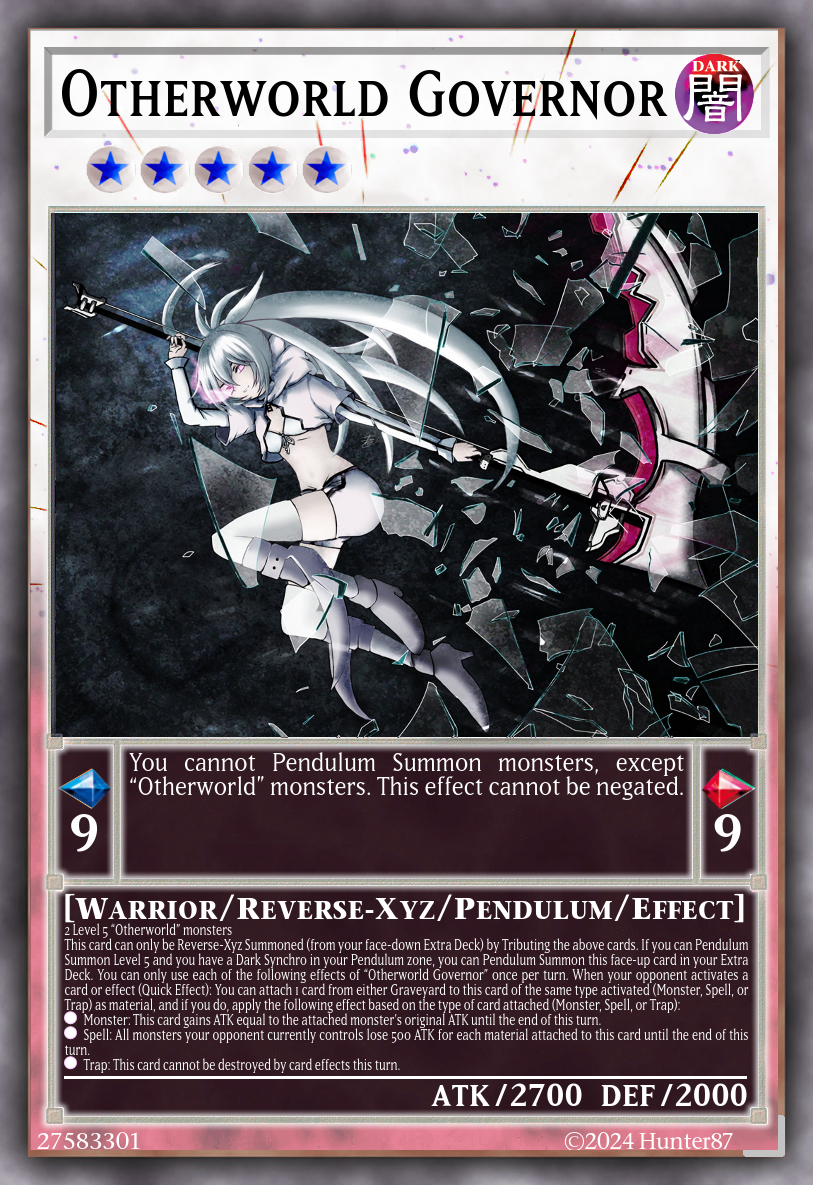 Otherworld Governor
DARK
闇
9
You cannot Pendulum Summon monsters, except
“Otherworld” monsters. This effect cannot be negated.
9
[Warrior/Reverse-Xyz/Pendulum/Effect]
2 Level 5 “Otherworld” monsters
This card can only be Reverse-Xyz Summoned (from your face-down Extra Deck) by Tributing the above cards. If you can Pendulum
Summon Level 5 and you have a Dark Synchro in your Pendulum zone, you can Pendulum Summon this face-up card in your Extra
Deck. You can only use each of the following effects of “Otherworld Governor” once per turn. When your opponent activates a
card or effect (Quick Effect): You can attach 1 card from either Graveyard to this card of the same type activated (Monster, Spell, or
Trap) as material, and if you do, apply the following effect based on the type of card attached (Monster, Spell, or Trap):
● Monster: This card gains ATK equal to the attached monster's original ATK until the end of this turn.
● Spell: All monsters your opponent currently controls lose 500 ATK for each material attached to this card until the end of this
turn.
● Trap: This card cannot be destroyed by card effects this turn.
ATK/2700 DEF/2000
27583301
©2024 Hunter87